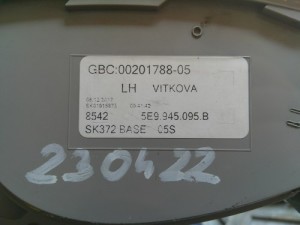 GBC:00201788-05
LH VITKOVA
8542 5E9.945.095.B
SK372 BASE 05S
230422